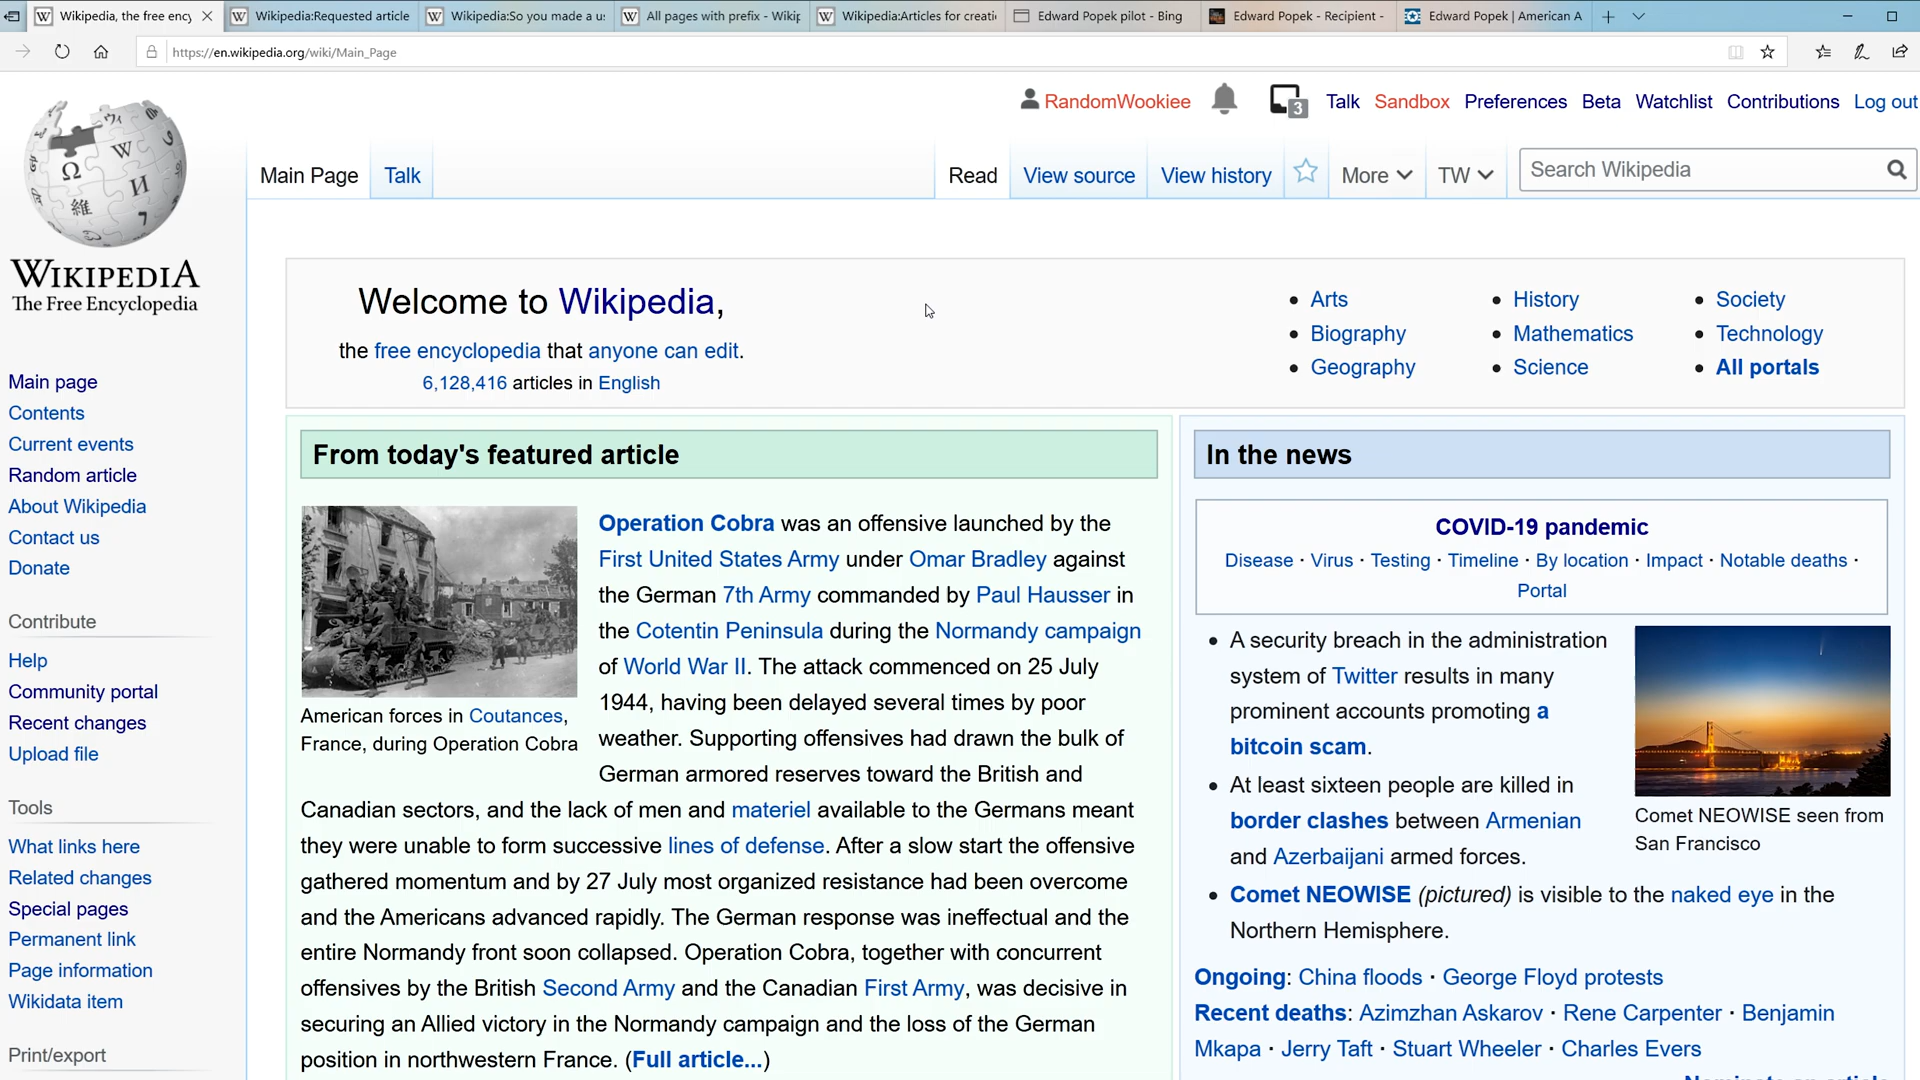 Wikipedia, the free ency
Wikipedia:Requested article
Wikipedia:So you made a us
All pages with prefix - Wikip
Wikipedia:Articles for creati
Edward Popek pilot - Bing
Edward Popek - Recipient -
Edward Popek | American A
https://en.wikipedia.org/wiki/Main_Page
RandomWookiee
3
Talk
Sandbox
Preferences
Beta
Watchlist
Contributions
Log out
Main Page
Talk
Read
View source
View history
More
TW
Search Wikipedia
WIKIPEDIA
The Free Encyclopedia
Main page
Contents
Current events
Random article
About Wikipedia
Contact us
Donate
Contribute
Help
Community portal
Recent changes
Upload file
Tools
What links here
Related changes
Special pages
Permanent link
Page information
Wikidata item
Print/export
Welcome to Wikipedia,
the free encyclopedia that anyone can edit.
6,128,416 articles in English
Arts
Biography
Geography
History
Mathematics
Science
Society
Technology
All portals
From today's featured article
American forces in Coutances,
France, during Operation Cobra
Operation Cobra was an offensive launched by the
First United States Army under Omar Bradley against
the German 7th Army commanded by Paul Hausser in
the Cotentin Peninsula during the Normandy campaign
of World War II. The attack commenced on 25 July
1944, having been delayed several times by poor
weather. Supporting offensives had drawn the bulk of
German armored reserves toward the British and
Canadian sectors, and the lack of men and materiel available to the Germans meant
they were unable to form successive lines of defense. After a slow start the offensive
gathered momentum and by 27 July most organized resistance had been overcome
and the Americans advanced rapidly. The German response was ineffectual and the
entire Normandy front soon collapsed. Operation Cobra, together with concurrent
offensives by the British Second Army and the Canadian First Army, was decisive in
securing an Allied victory in the Normandy campaign and the loss of the German
position in northwestern France. (Full article...)
In the news
COVID-19 pandemic
Disease · Virus · Testing · Timeline · By location · Impact · Notable deaths ·
Portal
A security breach in the administration
system of Twitter results in many
prominent accounts promoting a
bitcoin scam.
At least sixteen people are killed in
border clashes between Armenian
and Azerbaijani armed forces.
Comet NEOWISE seen from
San Francisco
Comet NEOWISE (pictured) is visible to the naked eye in the
Northern Hemisphere.
Ongoing: China floods · George Floyd protests
Recent deaths: Azimzhan Askarov · Rene Carpenter · Benjamin
Mkapa · Jerry Taft · Stuart Wheeler · Charles Evers